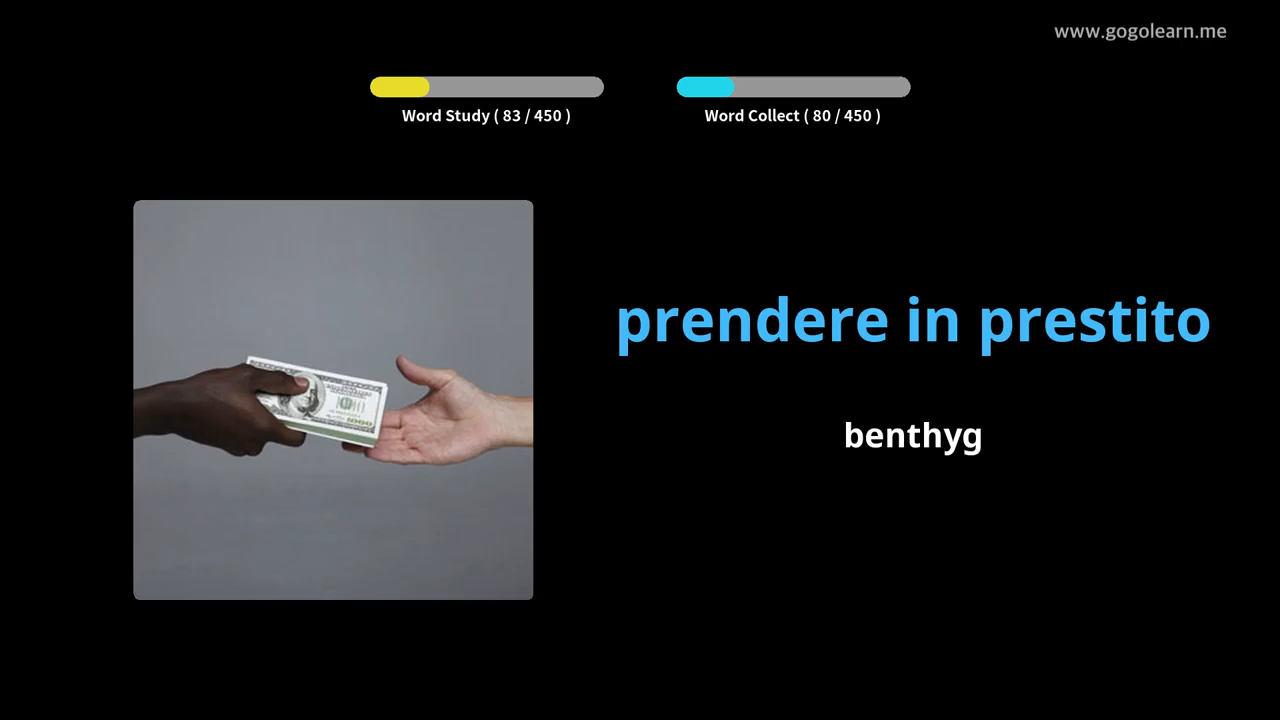 www.gogolearn.me
Word Study ( 83 / 450 )
Word Collect ( 80 / 450 )
prendere in prestito
benthyg